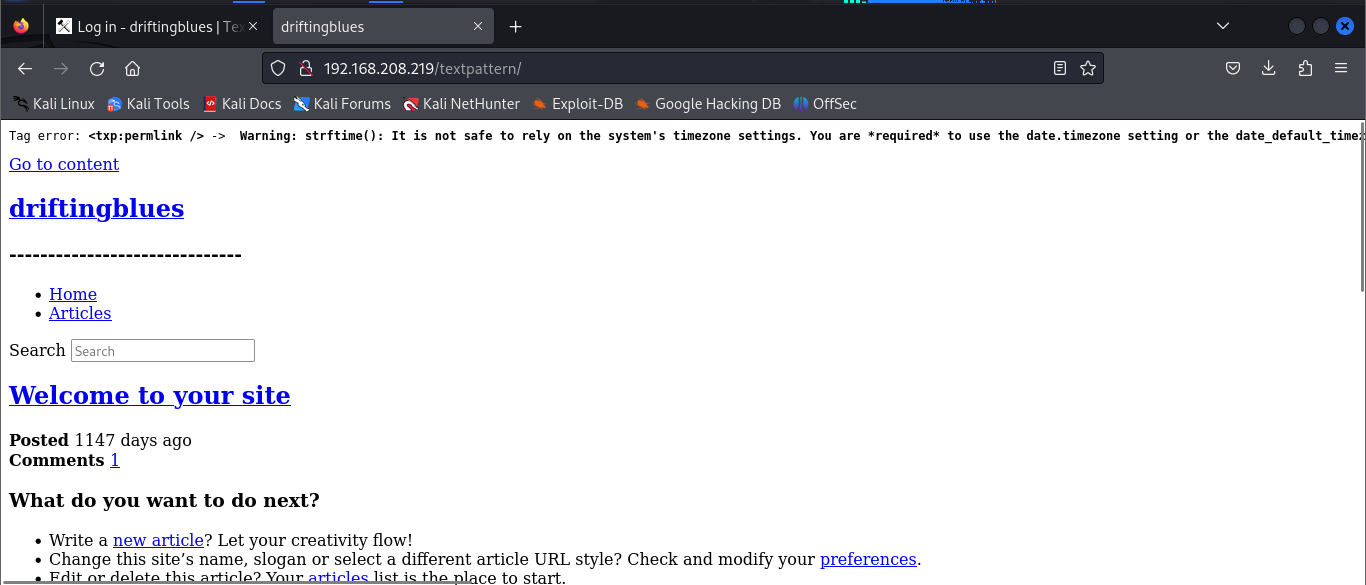 Log in - driftingblues | Tex
driftingblues
192.168.208.219/textpattern/
Kali Linux Kali Tools Kali Docs Kali Forums Kali NetHunter Exploit-DB Google Hacking DB OffSec
Tag error: <txp:permlink /> -> Warning: strftime(): It is not safe to rely on the system's timezone settings. You are *required* to use the date.timezone setting or the date_default_timez
Go to content
driftingblues
------------------------------
• Home
• Articles
Search Search
Welcome to your site
Posted 1147 days ago
Comments 1
What do you want to do next?
• Write a new article? Let your creativity flow!
• Change this site’s name, slogan or select a different article URL style? Check and modify your preferences.
• Edit or delete this article? Your articles list is the place to start.